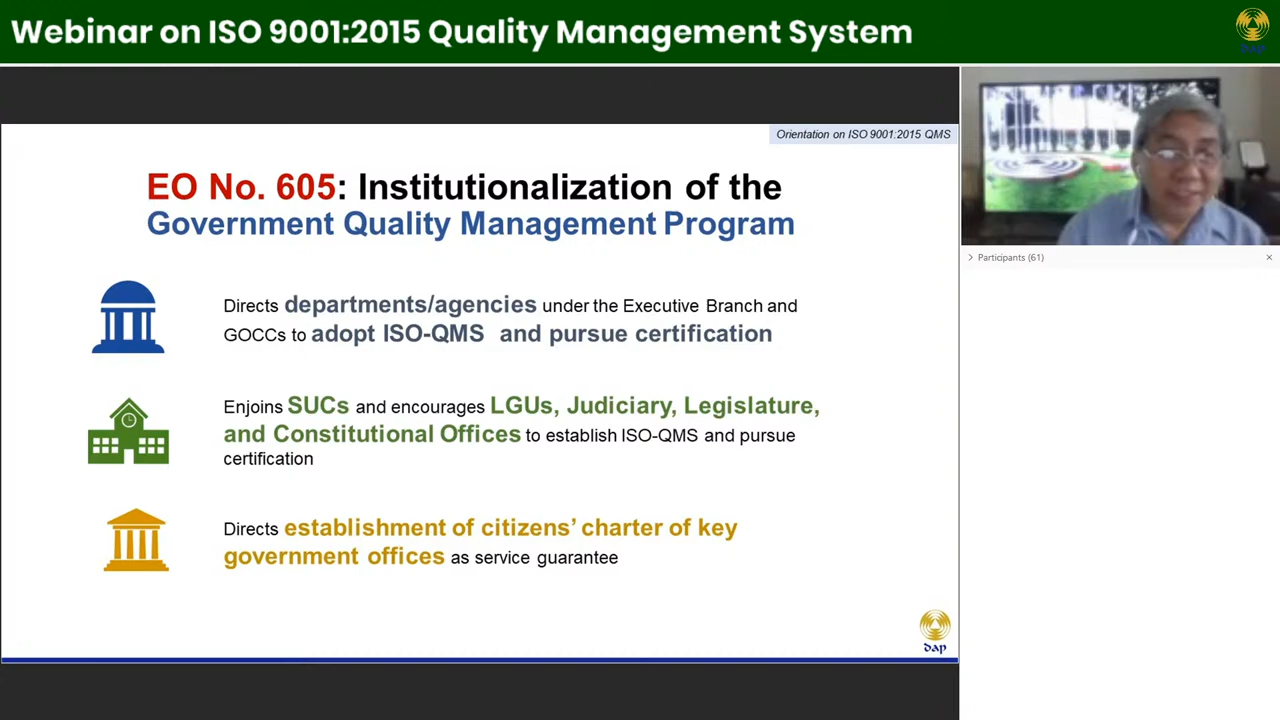 Webinar on ISO 9001:2015 Quality Management System
dap
Orientation on ISO 9001:2015 QMS
EO No. 605: Institutionalization of the
Government Quality Management Program
Directs departments/agencies under the Executive Branch and
GOCCs to adopt ISO-QMS and pursue certification
Enjoins SUCs and encourages LGUs, Judiciary, Legislature,
and Constitutional Offices to establish ISO-QMS and pursue
certification
Directs establishment of citizens’ charter of key
government offices as service guarantee
dap
Participants (61)